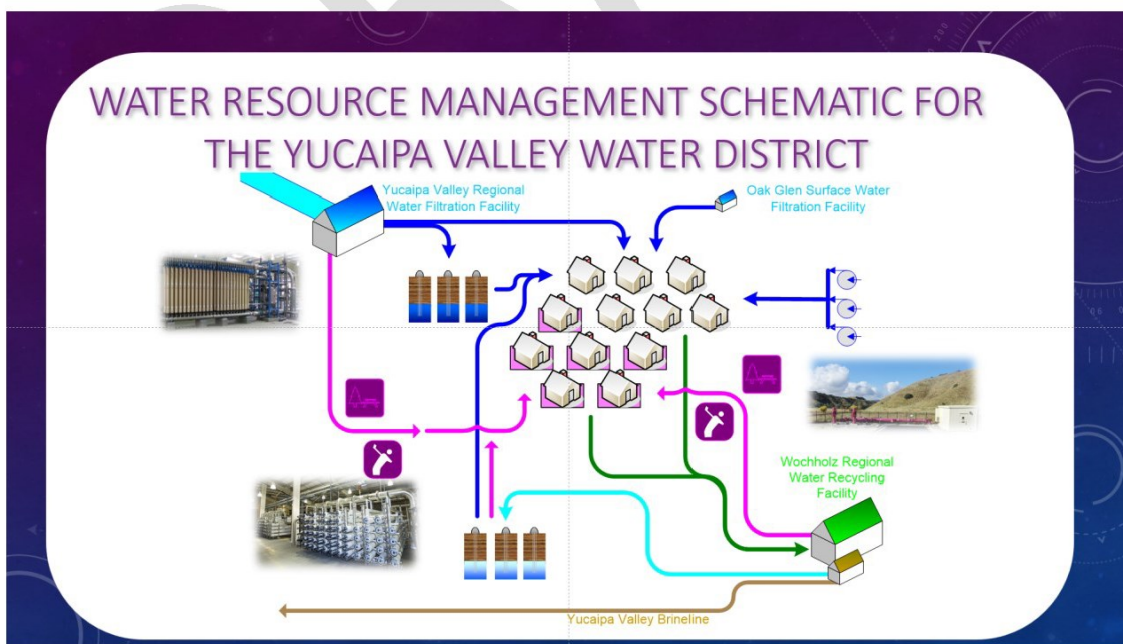 WATER RESOURCE MANAGEMENT SCHEMATIC FOR
THE YUCAIPA VALLEY WATER DISTRICT
Yucaipa Valley Regional
Water Filtration Facility
Oak Glen Surface Water
Filtration Facility
Wochholz Regional
Water Recycling
Facility
Yucaipa Valley Brineline